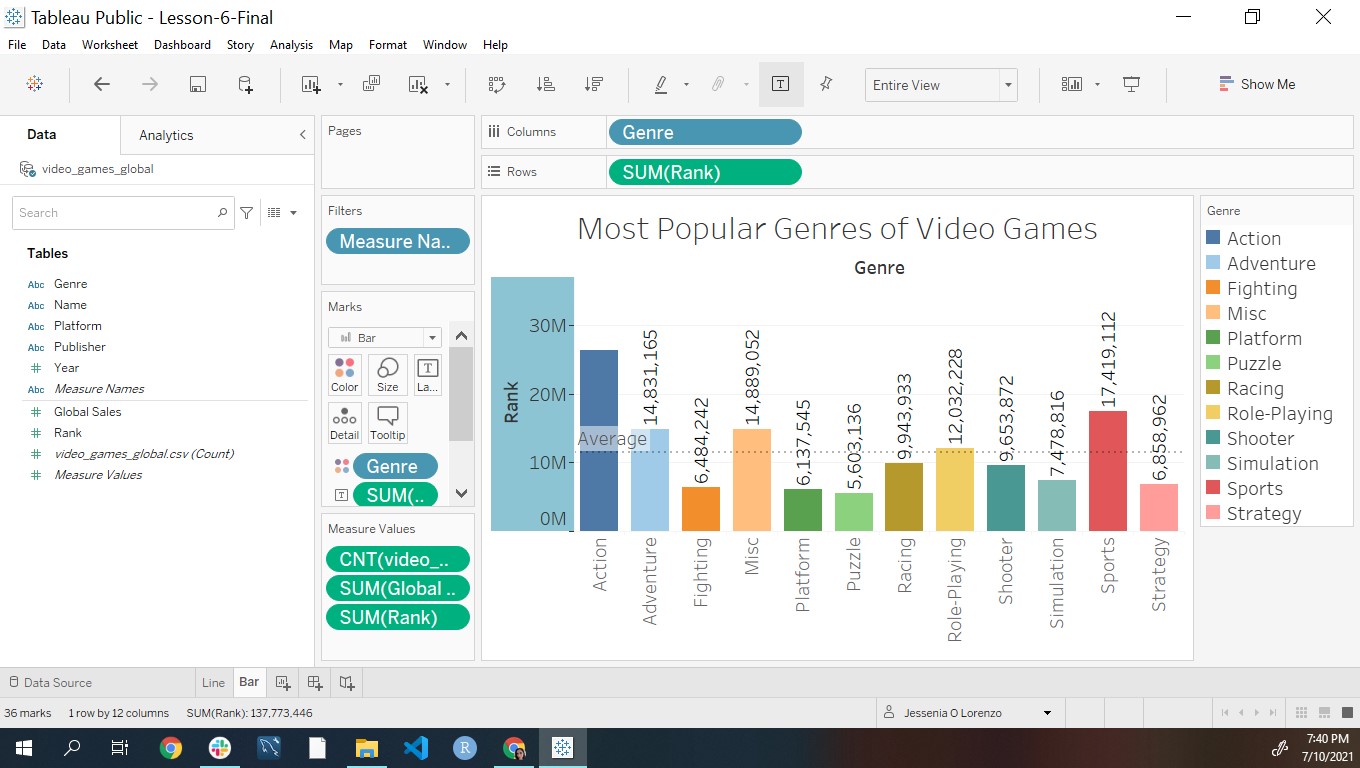 Tableau Public - Lesson-6-Final
File Data Worksheet Dashboard Story Analysis Map Format Window Help
Entire View
Show Me
Data Analytics
video_games_global
Search
Tables
Abc Genre
Abc Name
Abc Platform
Abc Publisher
Year
Abc Measure Names
Global Sales
Rank
video_games_global.csv (Count)
Measure Values
Pages
Filters
Measure Na..
Marks
Bar
Color Size La...
Detail Tooltip
Genre
SUM(..
Measure Values
CNT(video_..
SUM(Global ..
SUM(Rank)
Columns Genre
Rows SUM(Rank)
Most Popular Genres of Video Games
Genre
Rank
30M
20M
10M
0M
Average
14,831,165
6,484,242
14,889,052
6,137,545
5,603,136
9,943,933
12,032,228
9,653,872
7,478,816
17,419,112
6,858,962
Action
Adventure
Fighting
Misc
Platform
Puzzle
Racing
Role-Playing
Shooter
Simulation
Sports
Strategy
Genre
Action
Adventure
Fighting
Misc
Platform
Puzzle
Racing
Role-Playing
Shooter
Simulation
Sports
Strategy
Data Source Line Bar
36 marks 1 row by 12 columns SUM(Rank): 137,773,446
Jessenia O Lorenzo
7:40 PM
7/10/2021